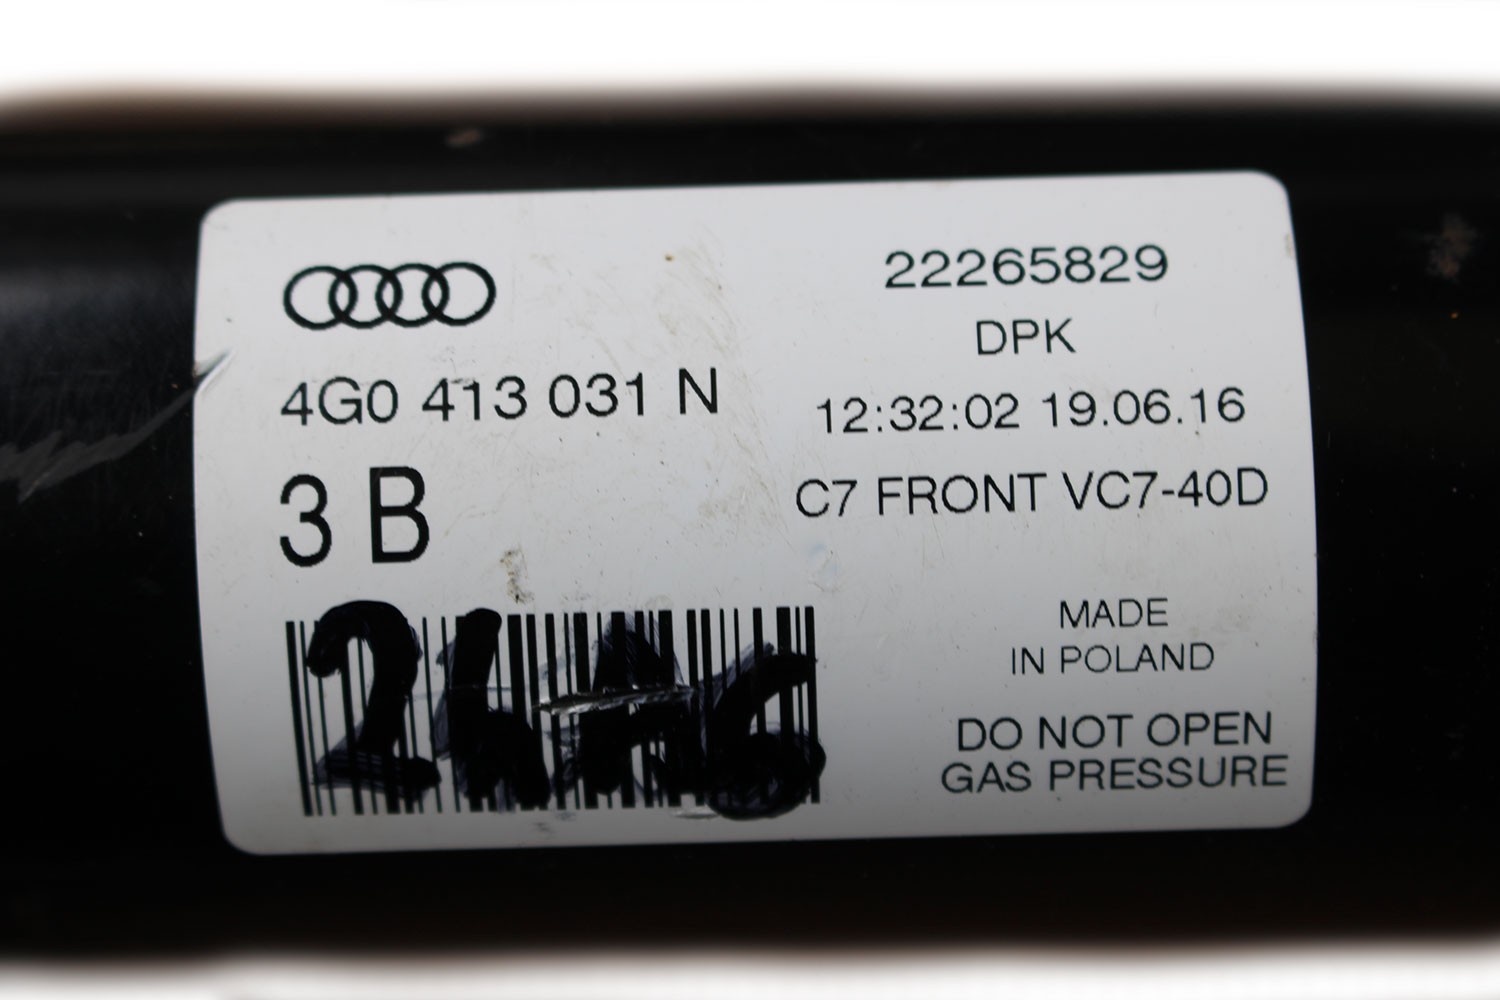 22265829
DPK
4G0 413 031 N
12:32:02 19.06.16
3 B
C7 FRONT VC7-40D
MADE
IN POLAND
DO NOT OPEN
GAS PRESSURE